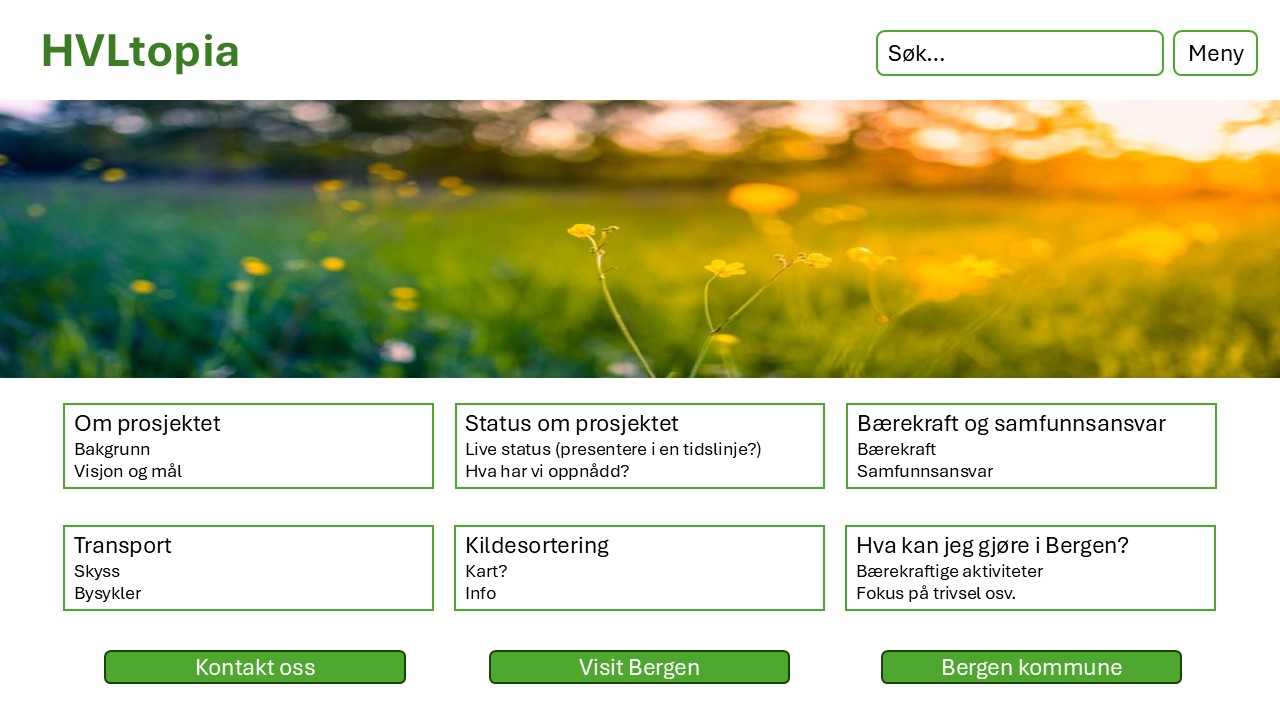 HVLtopia
Søk...
Meny
Om prosjektet
Bakgrunn
Visjon og mål
Status om prosjektet
Live status (presentere i en tidslinje?)
Hva har vi oppnådd?
Bærekraft og samfunnsansvar
Bærekraft
Samfunnsansvar
Transport
Skyss
Bysykler
Kildesortering
Kart?
Info
Hva kan jeg gjøre i Bergen?
Bærekraftige aktiviteter
Fokus på trivsel osv.
Kontakt oss
Visit Bergen
Bergen kommune